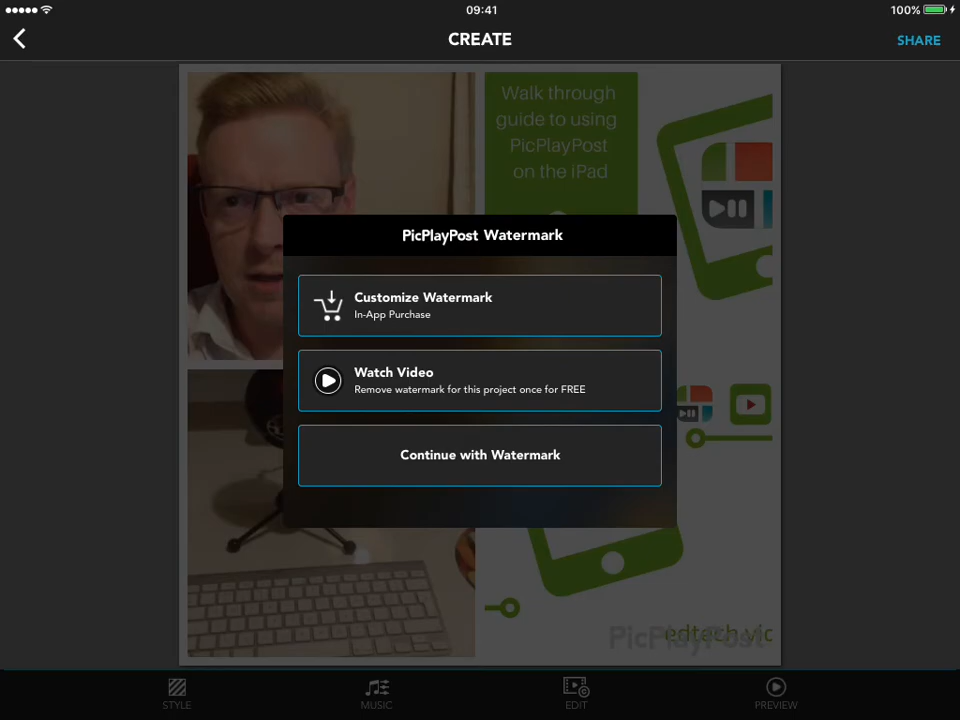 09:41
100%
CREATE
SHARE
Walk through
guide to using
PicPlayPost
on the iPad
PicPlayPost Watermark
Customize Watermark
In-App Purchase
Watch Video
Remove watermark for this project once for FREE
Continue with Watermark
PicPlayPost
edtech.vic
STYLE
MUSIC
EDIT
PREVIEW